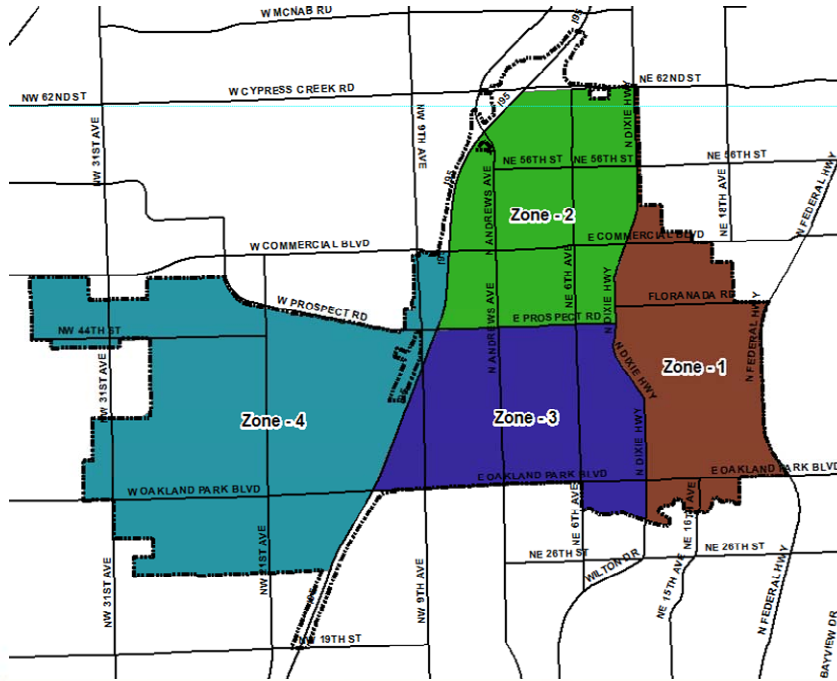 W MCNAB RD
I95
NW 62ND ST
W CYPRESS CREEK RD
NE 62ND ST
I95
N DIXIE HWY
NW 31ST AVE
NW 9TH AVE
NE 56TH ST
NE 56TH ST
NE 56TH ST
I95
N ANDREWS AVE
NE 18TH AVE
N FEDERAL HWY
Zone - 2
W COMMERCIAL BLVD
E COMMERCIAL BLVD
I95
NE 6TH AVE
N DIXIE HWY
W PROSPECT RD
FLORANADA RD
NW 44TH ST
E PROSPECT RD
N ANDREWS AVE
N DIXIE HWY
N FEDERAL HWY
NW 31ST AVE
Zone - 1
Zone - 4
Zone - 3
N DIXIE HWY
W OAKLAND PARK BLVD
E OAKLAND PARK BLVD
E OAKLAND PARK BLVD
NE 6TH AVE
NE 16TH AVE
NE 26TH ST
NE 26TH ST
NW 31ST AVE
NW 21ST AVE
NW 9TH AVE
WILTON DR
NE 15TH AVE
N FEDERAL HWY
19TH ST
BAYVIEW DR